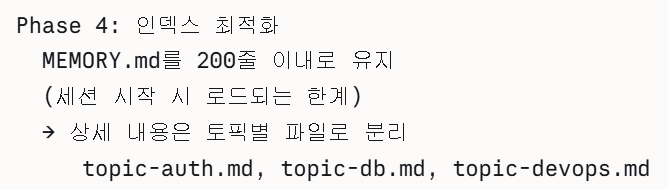 Phase 4: 인덱스 최적화
MEMORY.md를 200줄 이내로 유지
(세션 시작 시 로드되는 한계)
→ 상세 내용은 토픽별 파일로 분리
topic-auth.md, topic-db.md, topic-devops.md